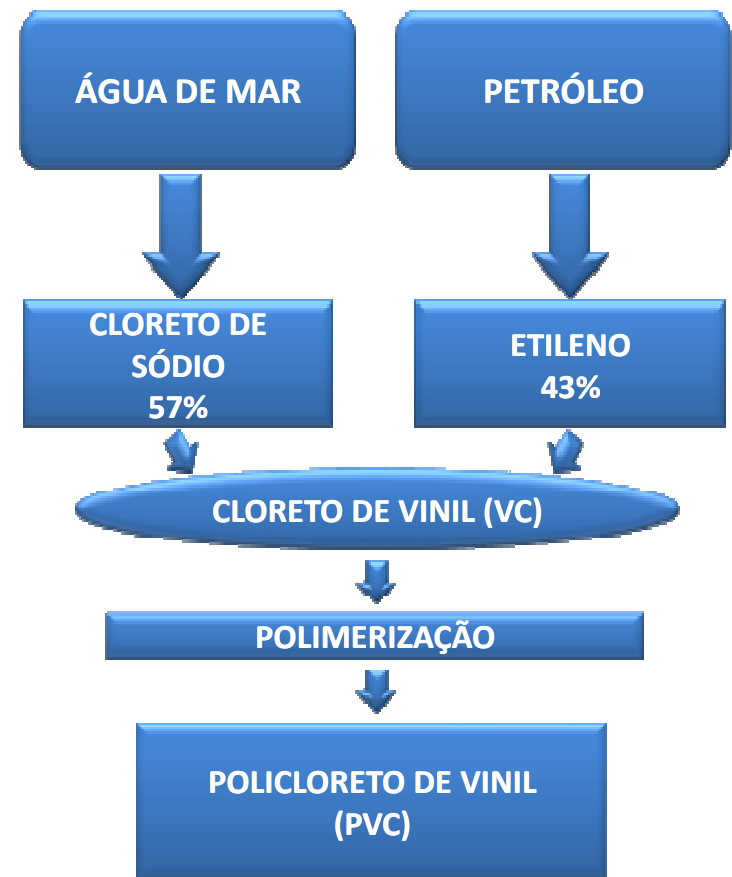 ÁGUA DE MAR
PETRÓLEO
CLORETO DE
SÓDIO
57%
ETILENO
43%
CLORETO DE VINIL (VC)
POLIMERIZAÇÃO
POLICLORETO DE VINIL
(PVC)